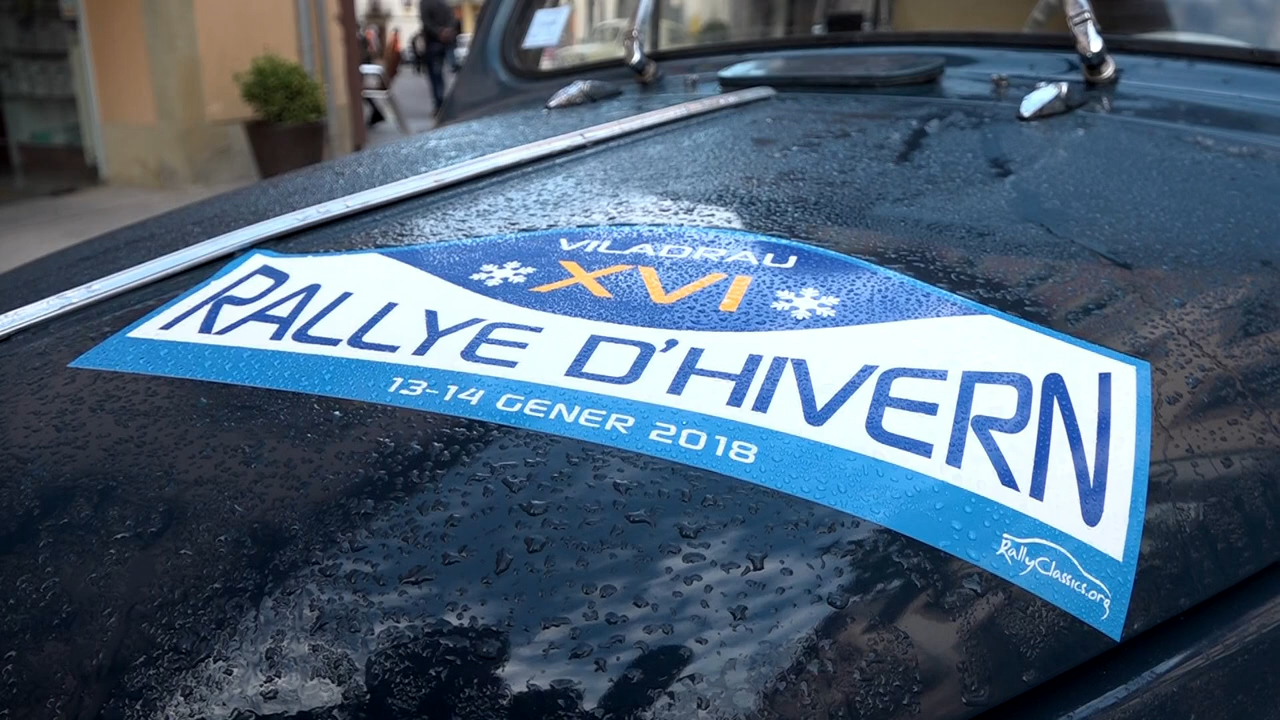 VILADRAU
XVI
RALLYE D'HIVERN
13-14 GENER 2018
RallyClassics.org